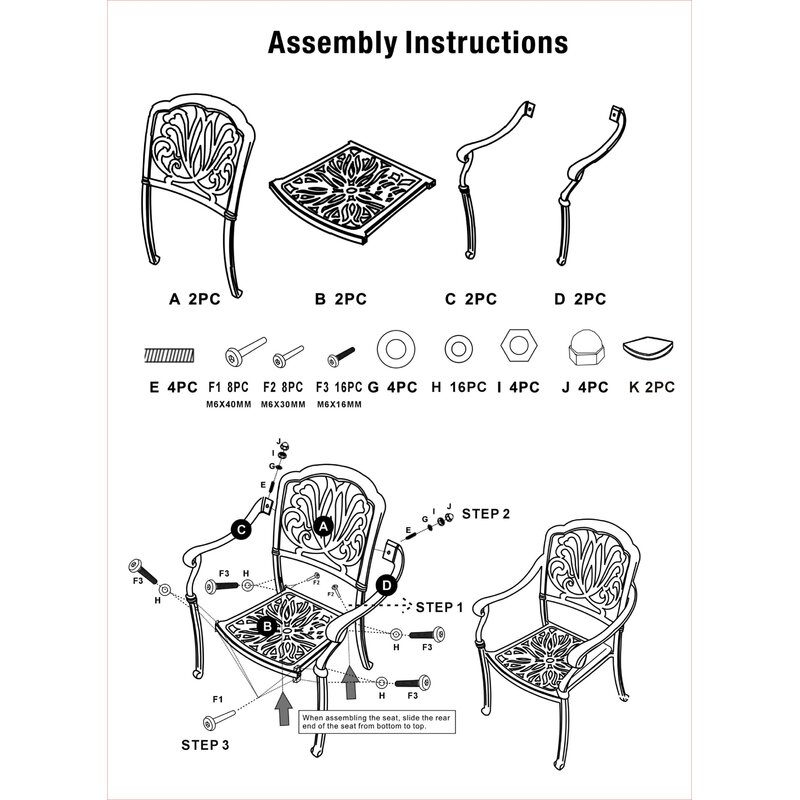 Assembly Instructions
A 2PC
B 2PC
C 2PC
D 2PC
E 4PC
F1 8PC
F2 8PC
F3 16PC
G 4PC
H 16PC
I 4PC
J 4PC
K 2PC
M6X40MM
M6X30MM
M6X16MM
J
I
G
E
C
A
E
G
I
J
STEP 2
F3
H
F3
H
F2
F2
D
STEP 1
B
H
F3
H
F3
F1
STEP 3
When assembling the seat, slide the rear
end of the seat from bottom to top.